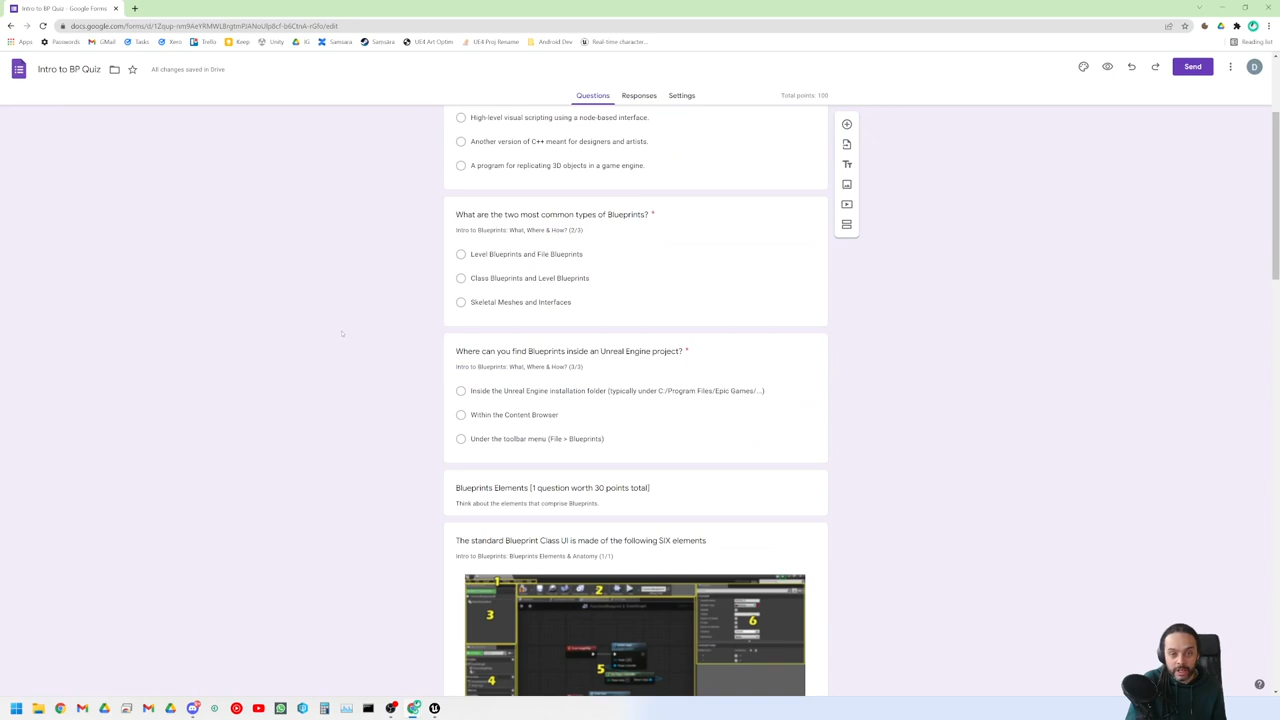 Intro to BP Quiz - Google Forms
docs.google.com/forms/d/1Zqup-nm9AeYRMWLBrgtmPJANoUlp8cf-b6CtnA-rGfo/edit
Apps Passwords GMail Tasks Xero Trello Keep Unity IG Samsara Samsára UE4 Art Optim UE4 Proj Rename Android Dev Real-time character... Reading list
Intro to BP Quiz All changes saved in Drive Send D
Questions Responses Settings Total points: 100
High-level visual scripting using a node-based interface.
Another version of C++ meant for designers and artists.
A program for replicating 3D objects in a game engine.
What are the two most common types of Blueprints? *
Intro to Blueprints: What, Where & How? (2/3)
Level Blueprints and File Blueprints
Class Blueprints and Level Blueprints
Skeletal Meshes and Interfaces
Where can you find Blueprints inside an Unreal Engine project? *
Intro to Blueprints: What, Where & How? (3/3)
Inside the Unreal Engine installation folder (typically under C:/Program Files/Epic Games/...)
Within the Content Browser
Under the toolbar menu (File > Blueprints)
Blueprints Elements [1 question worth 30 points total]
Think about the elements that comprise Blueprints.
The standard Blueprint Class UI is made of the following SIX elements
Intro to Blueprints: Blueprints Elements & Anatomy (1/1)
1
2
3
6
5
4